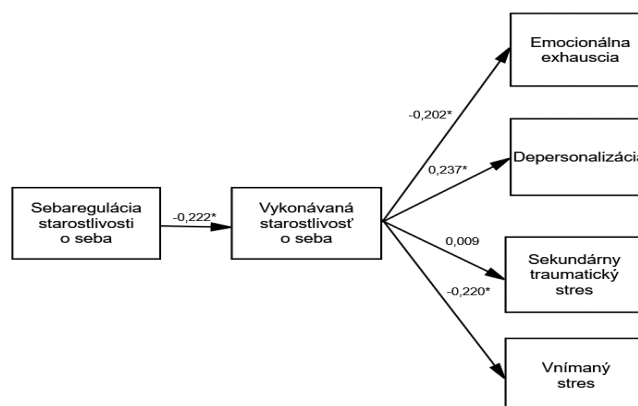 Emocionálna
exhauscia
-0,202*
Depersonalizácia
0,237*
Sebaregulácia
starostlivosti
o seba
-0,222*
Vykonávaná
starostlivosť
o seba
0,009
Sekundárny
traumatický
stres
-0,220*
Vnímaný
stres